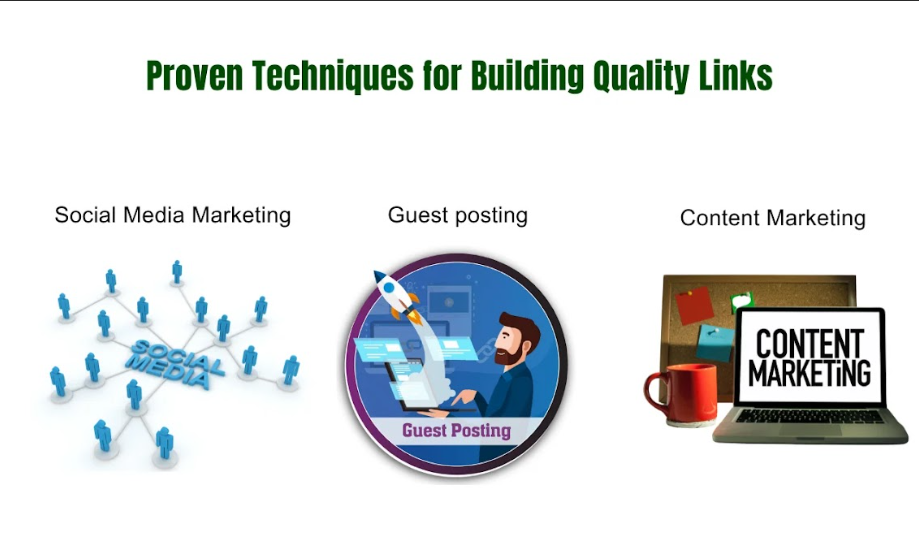 Proven Techniques for Building Quality Links
Social Media Marketing
Guest posting
Content Marketing
SOCIAL
MEDIA
Guest Posting
CONTENT
MARKETiNG